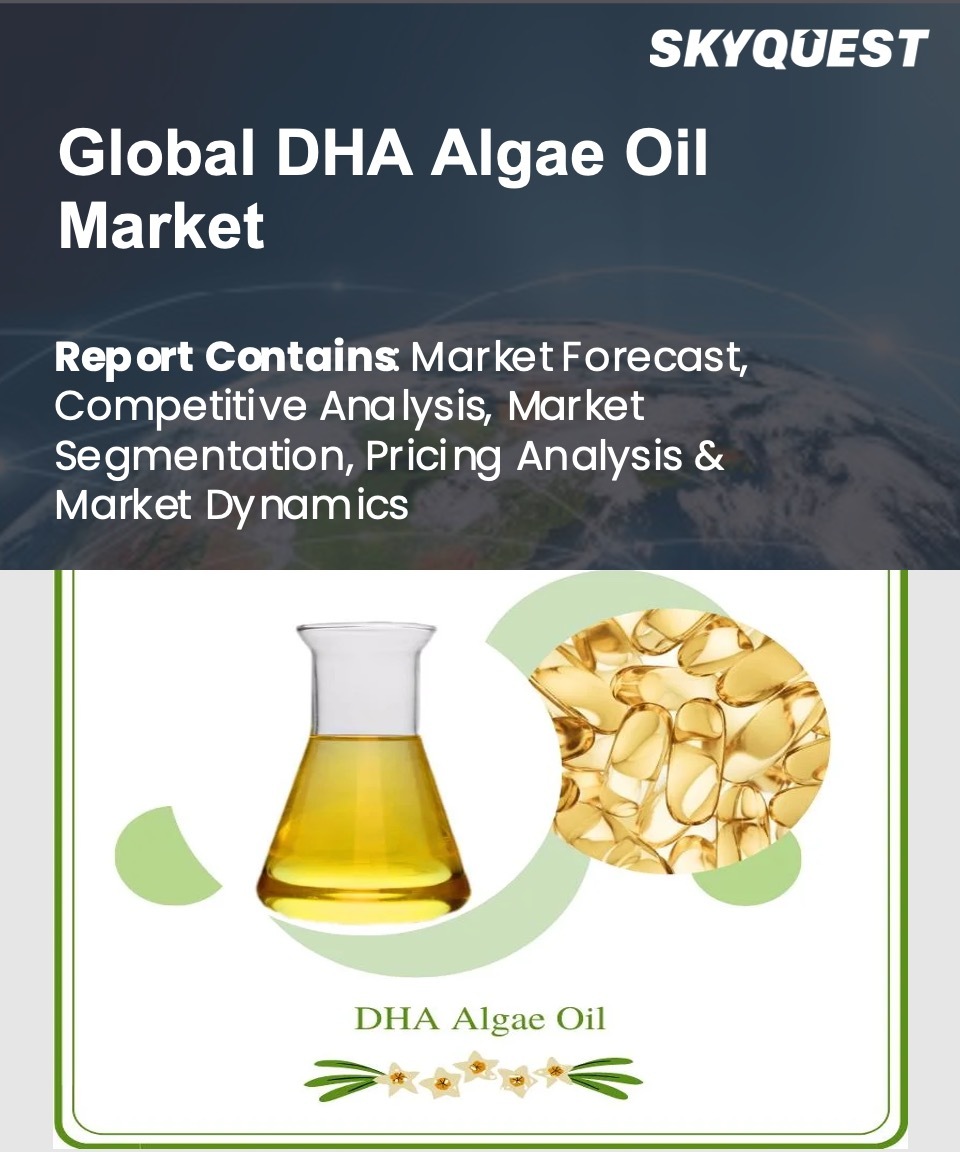 SKYQUEST
Global DHA Algae Oil
Market
Report Contains: Market Forecast,
Competitive Analysis, Market
Segmentation, Pricing Analysis &
Market Dynamics
DHA Algae Oil